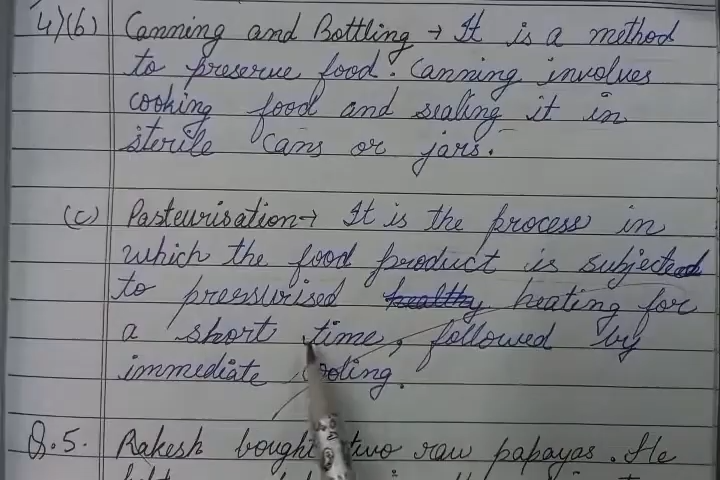 4)(b) Canning and Bottling → It is a method
to preserve food. Canning involves
cooking food and sealing it in
sterile cans or jars.
(c) Pasteurisation → It is the process in
which the food product is subjected
to pressurised healthy heating for
a short time, followed by
immediate cooling.
Q.5. Rakesh bought two raw papayas. He